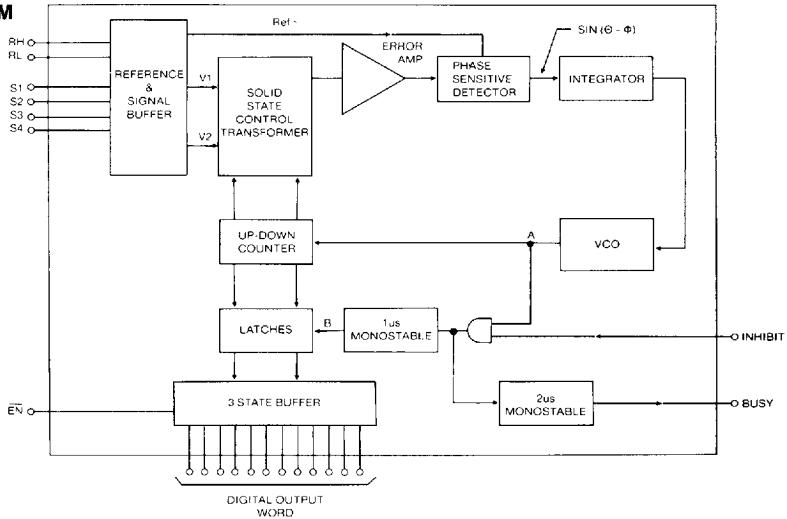 M
RH
RL
S1
S2
S3
S4
REFERENCE
&
SIGNAL
BUFFER
Ref ~
V1
V2
SOLID
STATE
CONTROL
TRANSFORMER
ERROR
AMP
PHASE
SENSITIVE
DETECTOR
SIN (Θ - Φ)
INTEGRATOR
UP-DOWN
COUNTER
A
VCO
LATCHES
B
1us
MONOSTABLE
INHIBIT
EN
3 STATE BUFFER
2us
MONOSTABLE
BUSY
DIGITAL OUTPUT
WORD